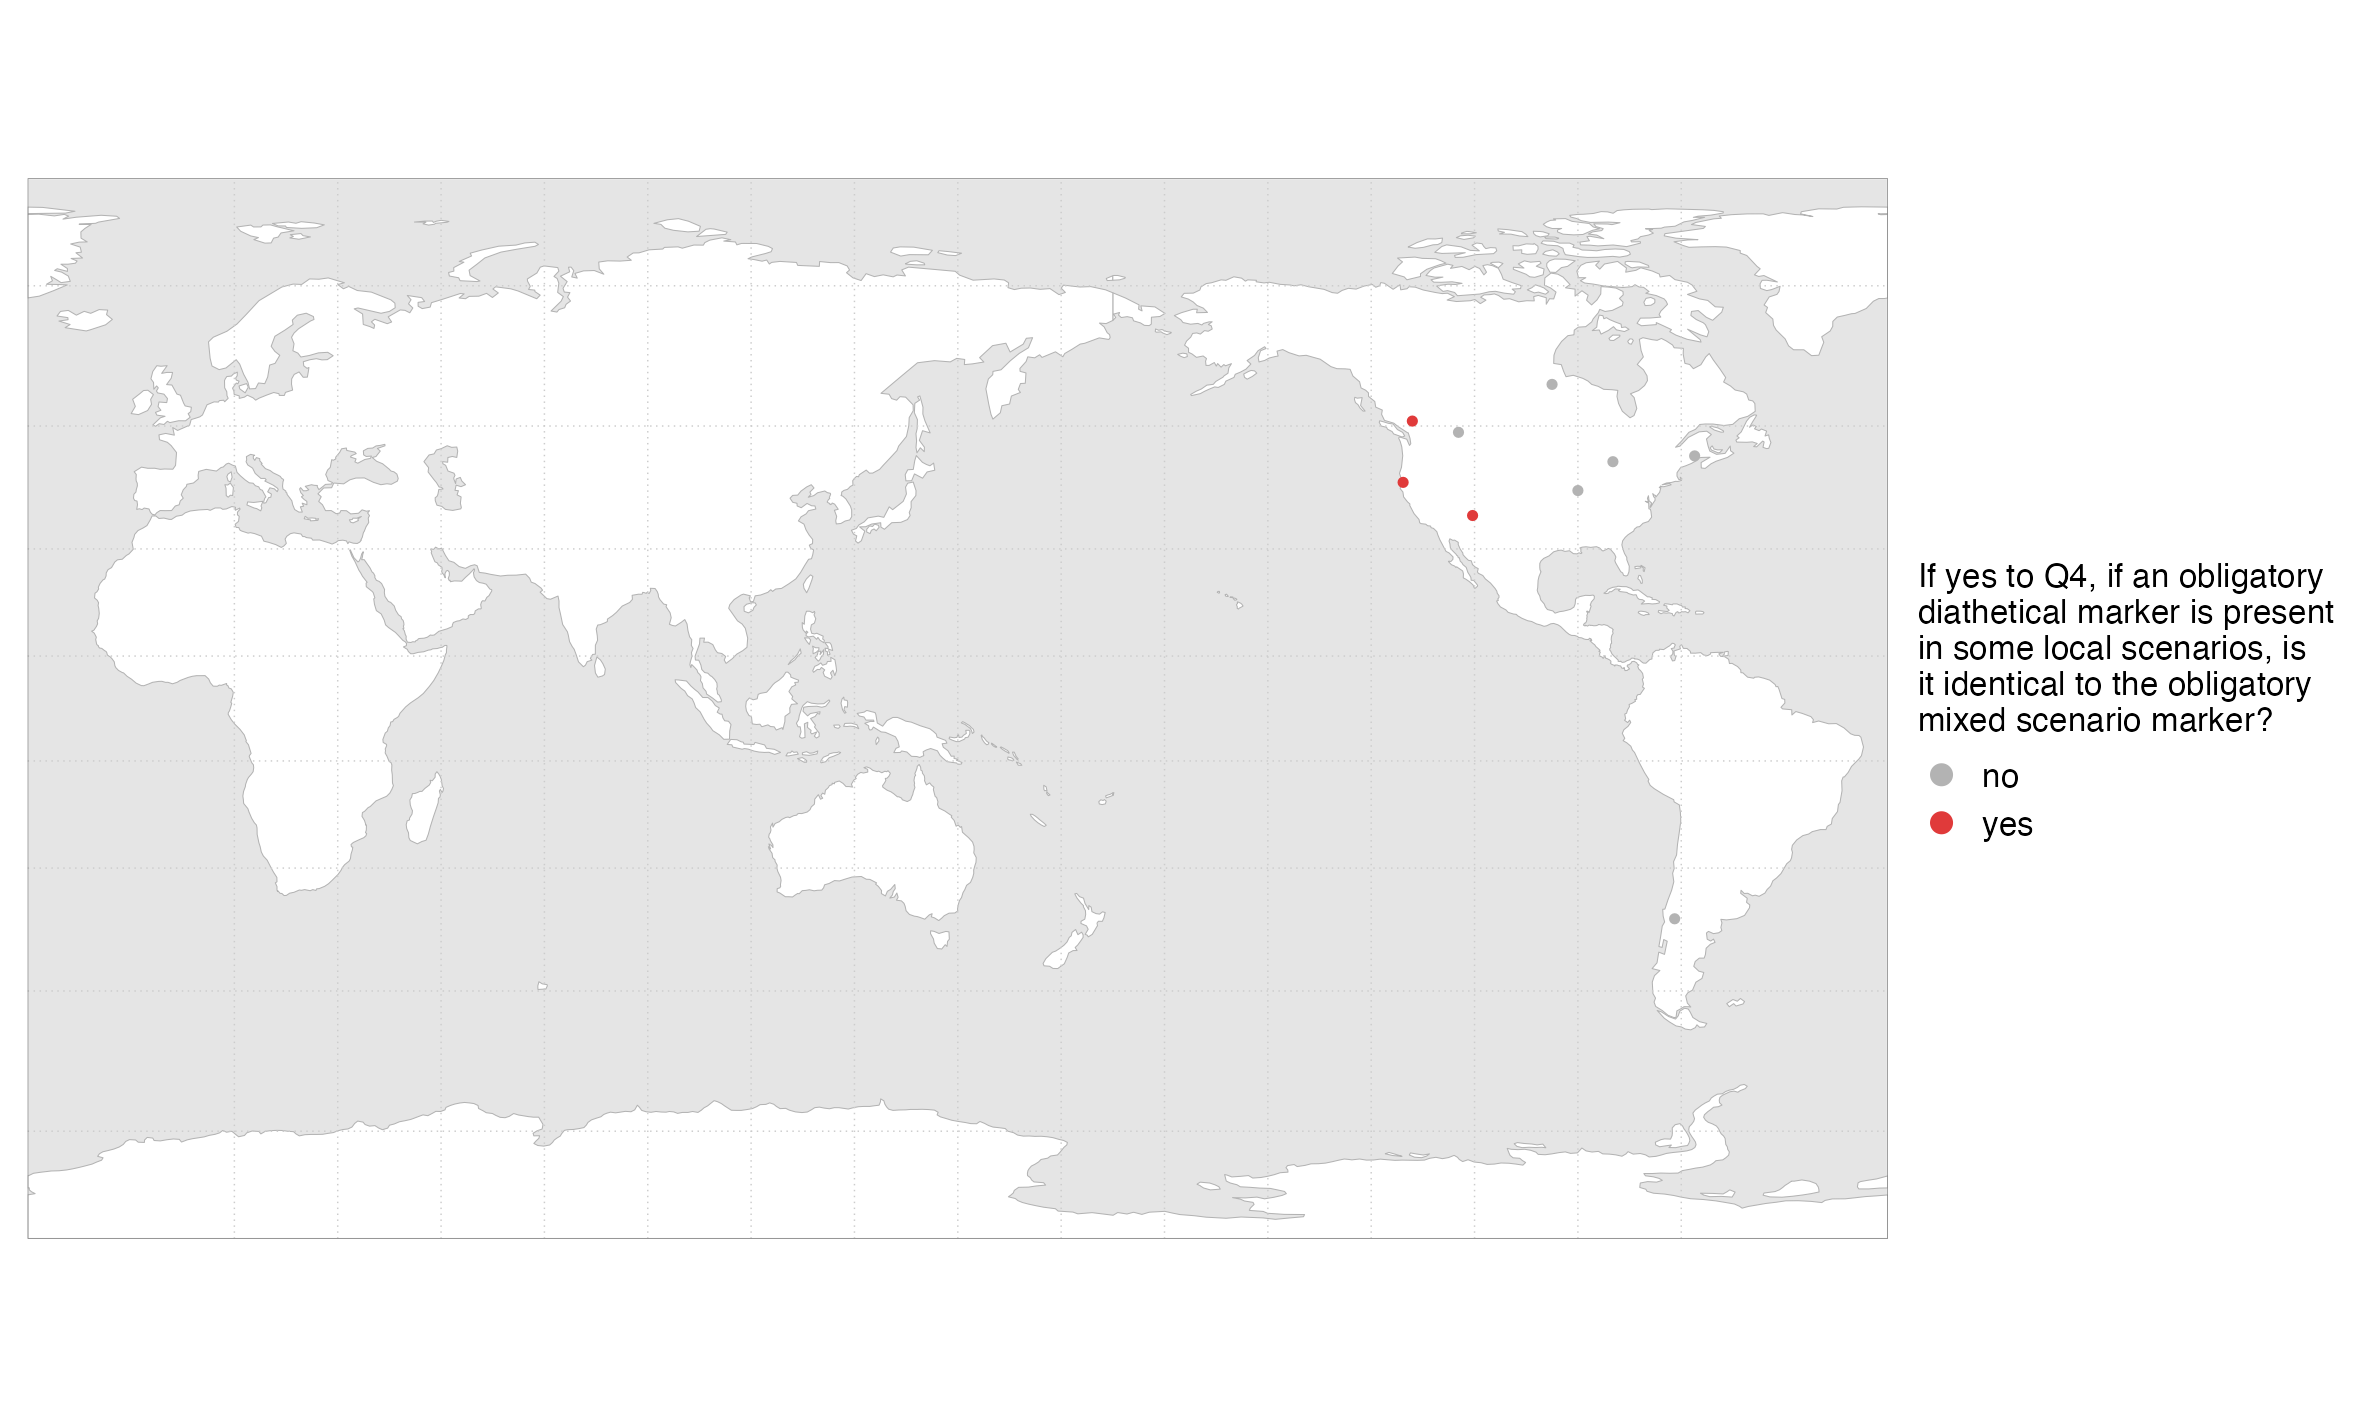 If yes to Q4, if an obligatory
diathetical marker is present
in some local scenarios, is
it identical to the obligatory
mixed scenario marker?
no
yes